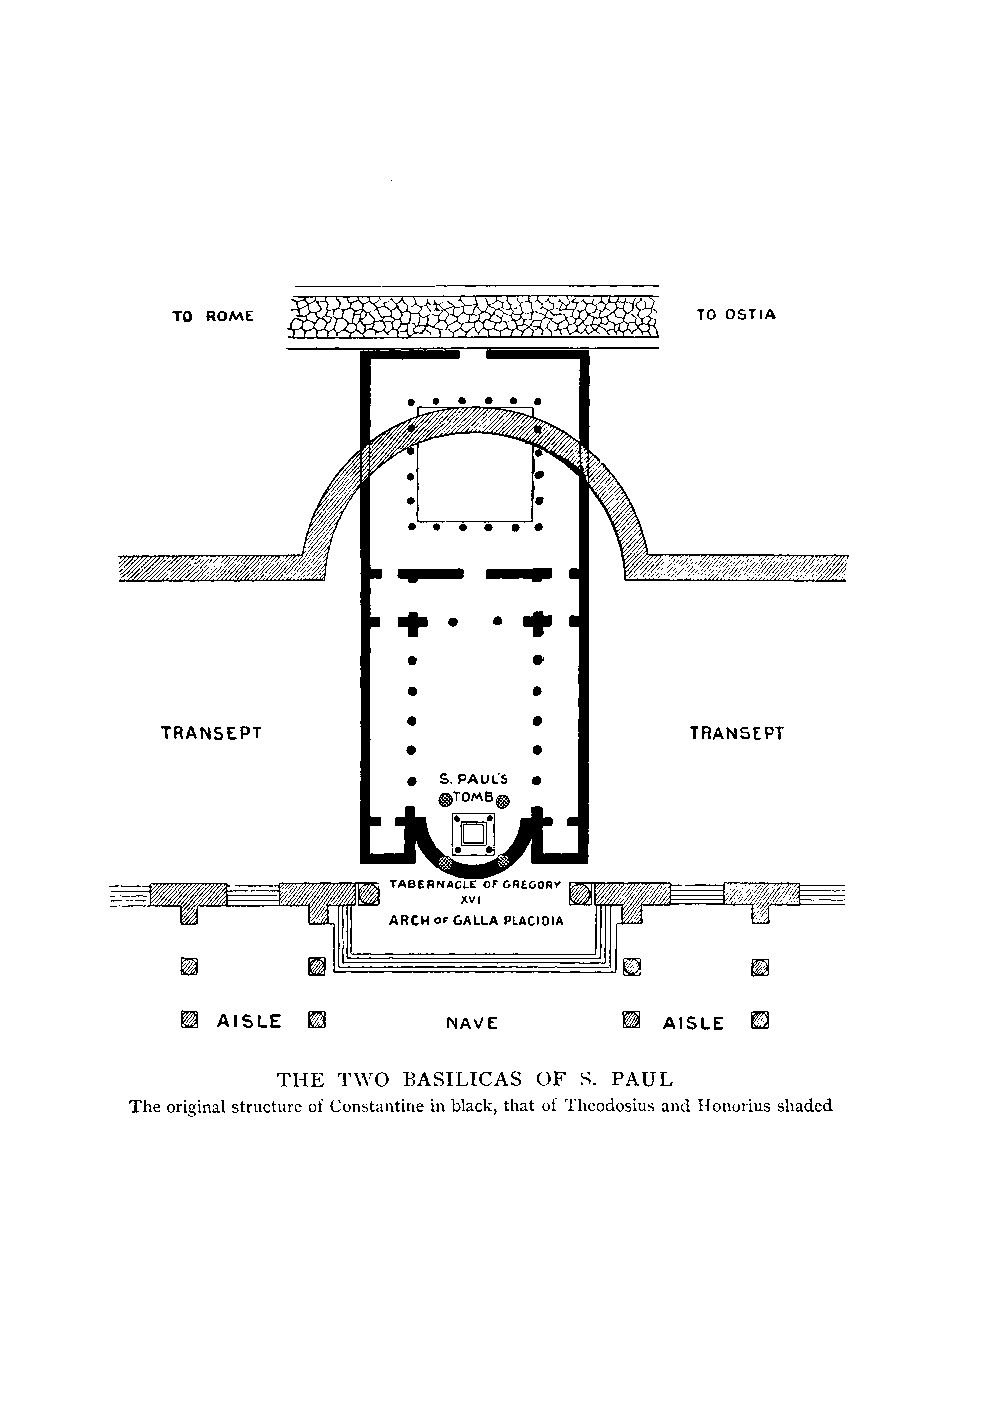 TO ROME
TO OSTIA
TRANSEPT
TRANSEPT
S. PAUL'S
TOMB
TABERNACLE OF GREGORY
XVI
ARCH OF GALLA PLACIDIA
AISLE
NAVE
AISLE
THE TWO BASILICAS OF S. PAUL
The original structure of Constantine in black, that of Theodosius and Honorius shaded